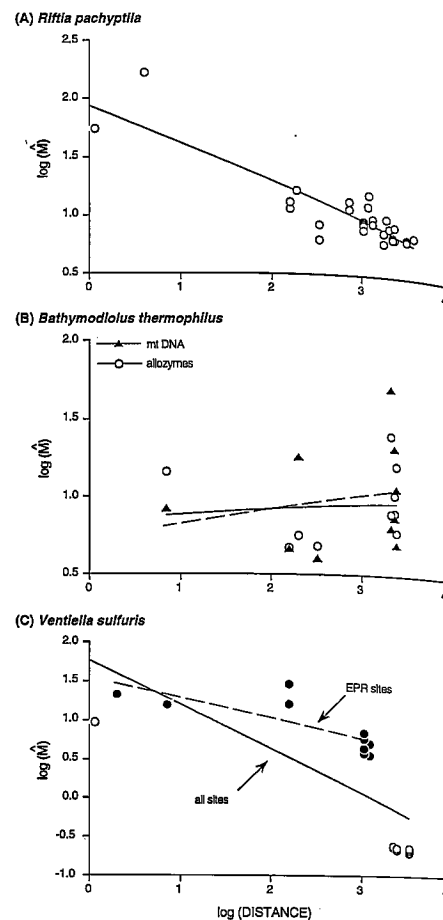 (A) Riftia pachyptila
2.5
2.0
1.5
1.0
0.5
log (M̂)
0 1 2 3
(B) Bathymodiolus thermophilus
2.0
mt DNA
allozymes
1.5
1.0
0.5
log (M̂)
0 1 2 3
(C) Ventiella sulfuris
2.0
1.5
1.0
0.5
0.0
-0.5
-1.0
log (M̂)
EPR sites
all sites
0 1 2 3
log (DISTANCE)